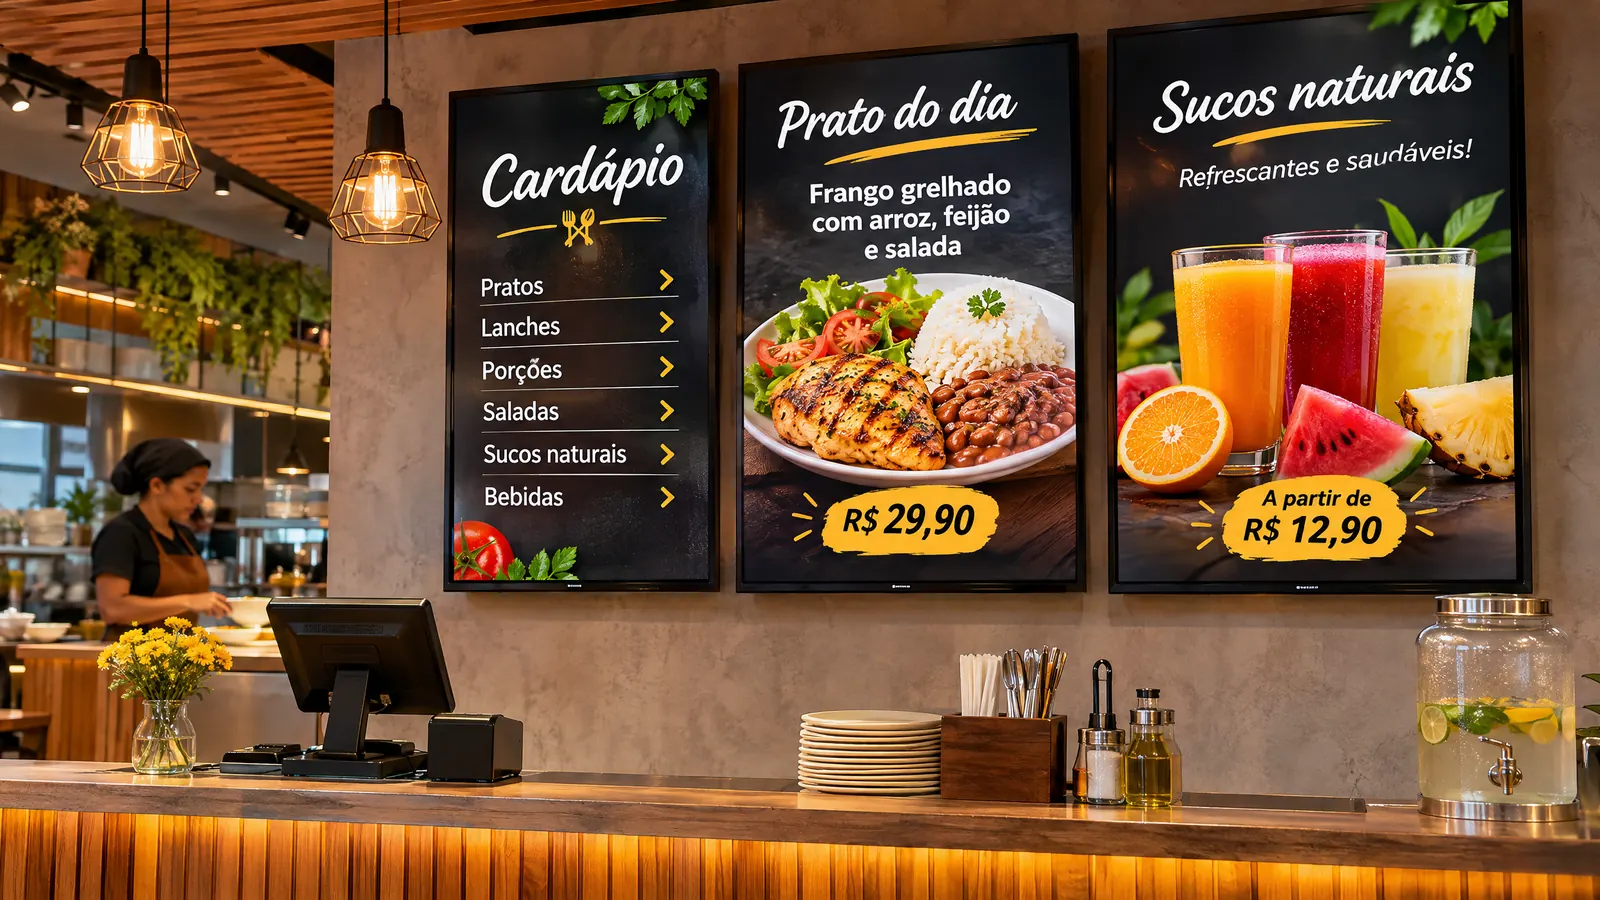 Cardápio
Pratos
Lanches
Porções
Saladas
Sucos naturais
Bebidas
Prato do dia
Frango grelhado
com arroz, feijão
e salada
R$ 29,90
Sucos naturais
Refrescantes e saudáveis!
A partir de
R$ 12,90